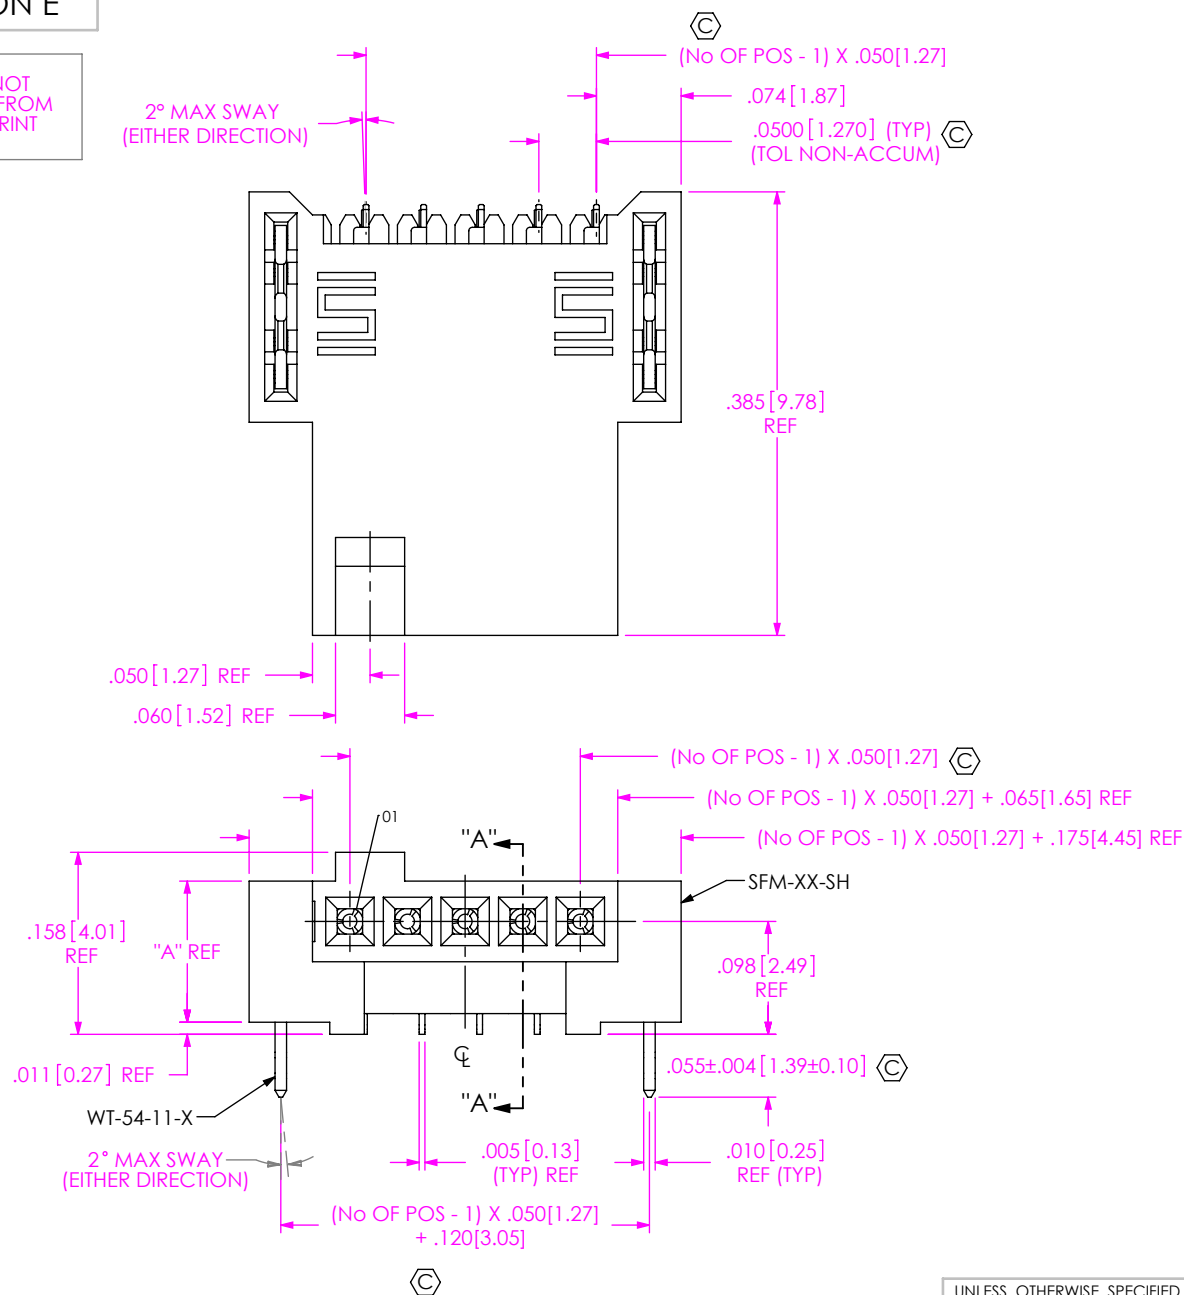 ON E
NOT
FROM
RINT
C
(No OF POS - 1) X .050[1.27]
.074[1.87]
2° MAX SWAY
(EITHER DIRECTION)
.0500[1.270] (TYP) C
(TOL NON-ACCUM)
.385[9.78]
REF
.050[1.27] REF
.060[1.52] REF
(No OF POS - 1) X .050[1.27] C
(No OF POS - 1) X .050[1.27] + .065[1.65] REF
(No OF POS - 1) X .050[1.27] + .175[4.45] REF
01
"A"
SFM-XX-SH
.158[4.01]
REF
"A" REF
.098[2.49]
REF
.011[0.27] REF
℄
.055±.004[1.39±0.10] C
WT-54-11-X
"A"
2° MAX SWAY
(EITHER DIRECTION)
.005[0.13]
(TYP) REF
.010[0.25]
REF (TYP)
(No OF POS - 1) X .050[1.27]
+ .120[3.05]
C
UNLESS OTHERWISE SPECIFIED